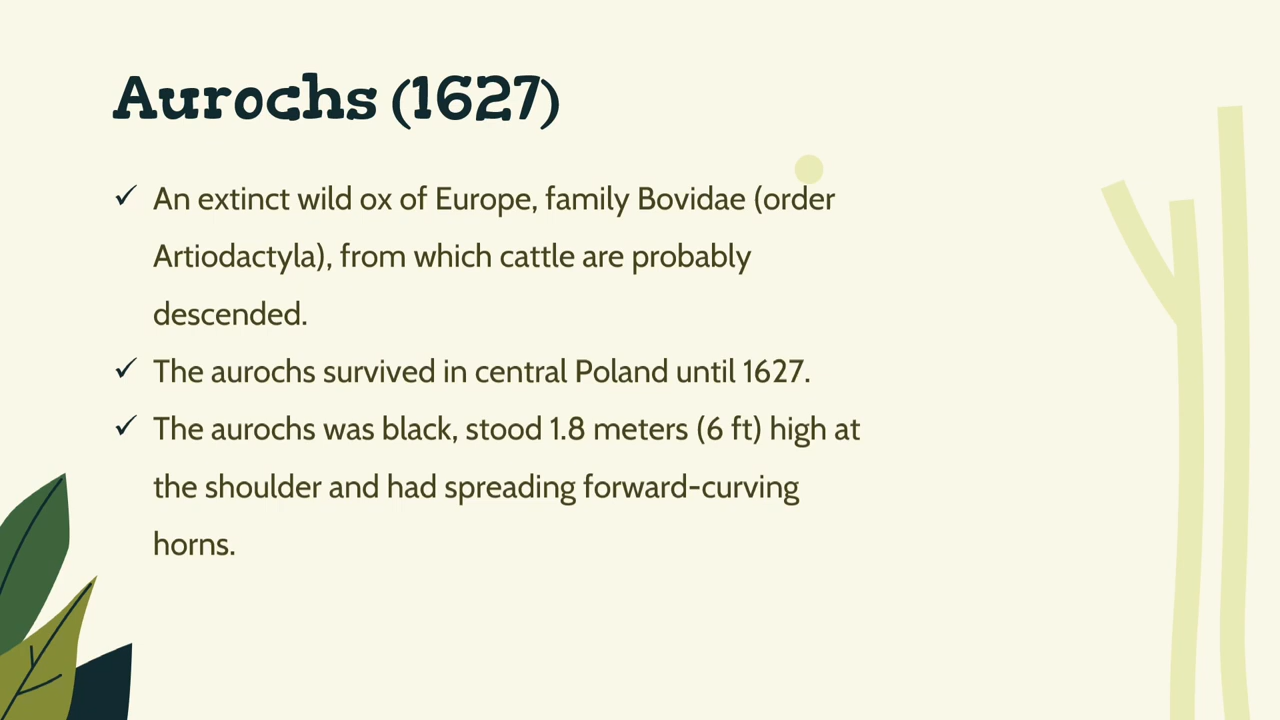 Aurochs (1627)
✓ An extinct wild ox of Europe, family Bovidae (order
Artiodactyla), from which cattle are probably
descended.
✓ The aurochs survived in central Poland until 1627.
✓ The aurochs was black, stood 1.8 meters (6 ft) high at
the shoulder and had spreading forward-curving
horns.